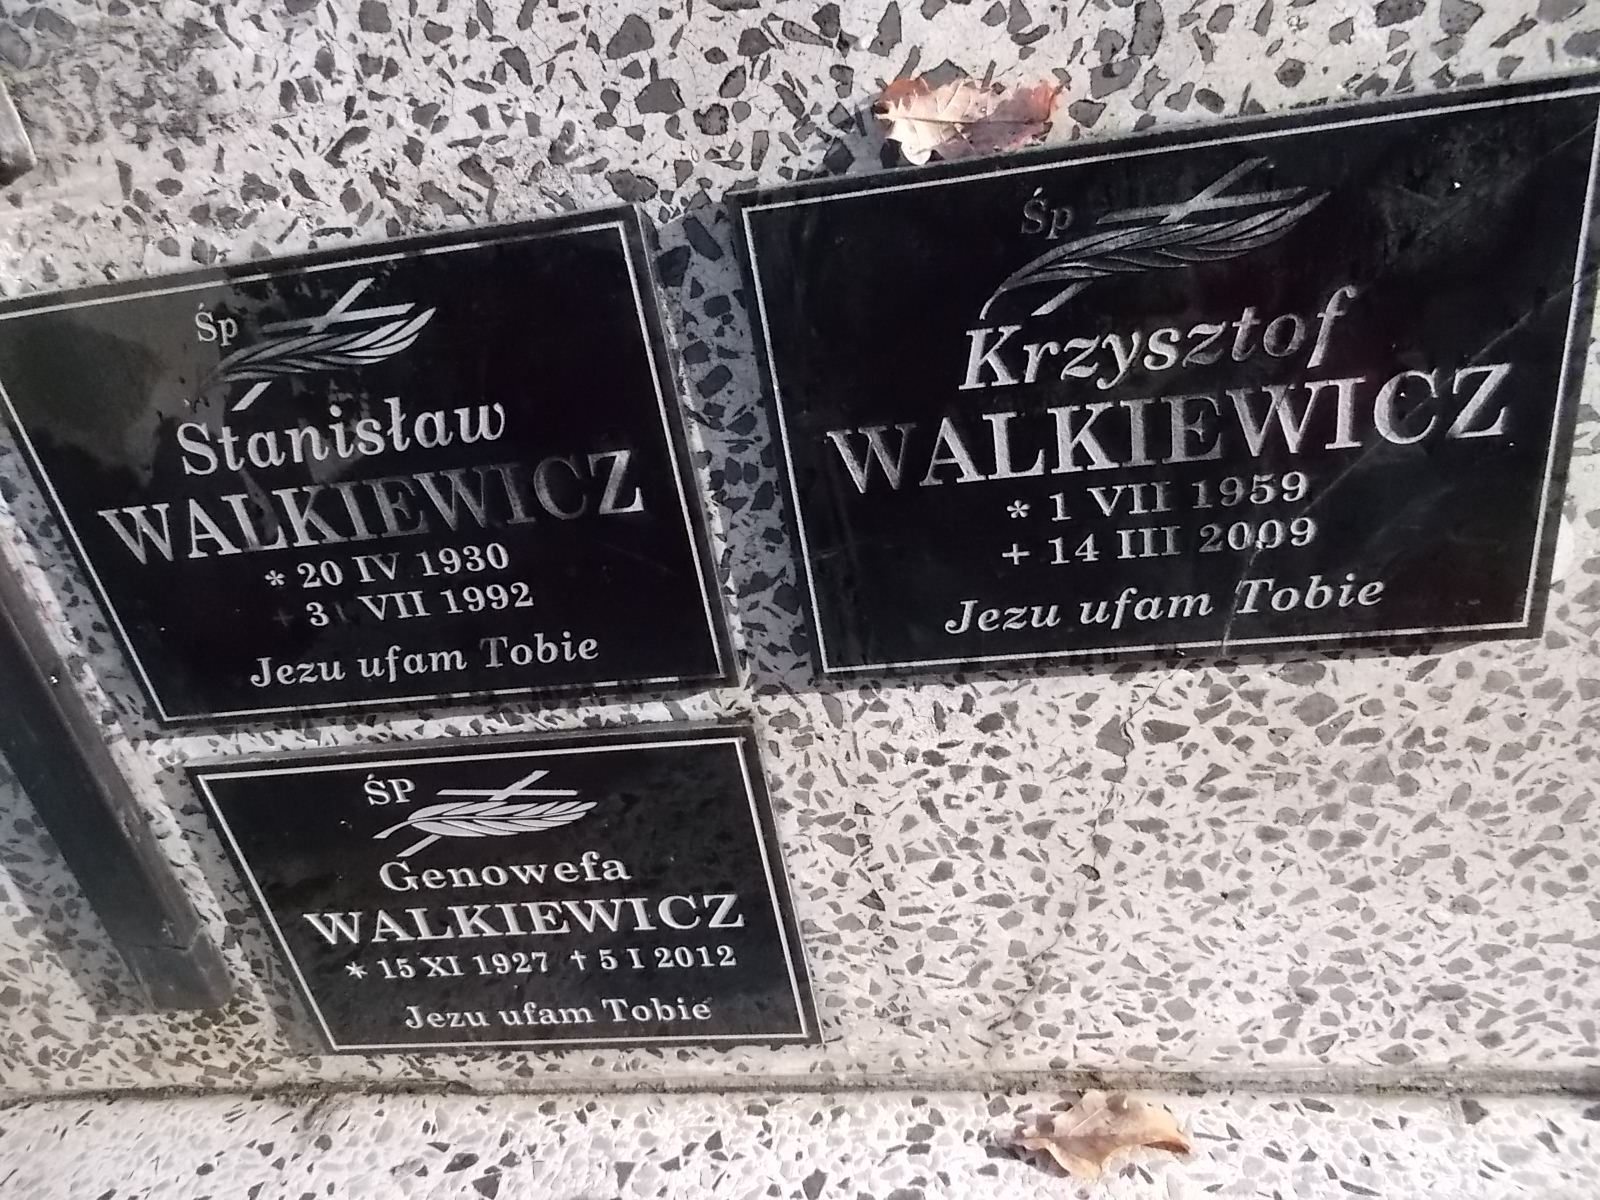 Śp
Stanisław
WALKIEWICZ
* 20 IV 1930
+ 3 VII 1992
Jezu ufam Tobie
Śp
Krzysztof
WALKIEWICZ
* 1 VII 1959
+ 14 III 2009
Jezu ufam Tobie
ŚP
Genowefa
WALKIEWICZ
* 15 XI 1927 † 5 I 2012
Jezu ufam Tobie